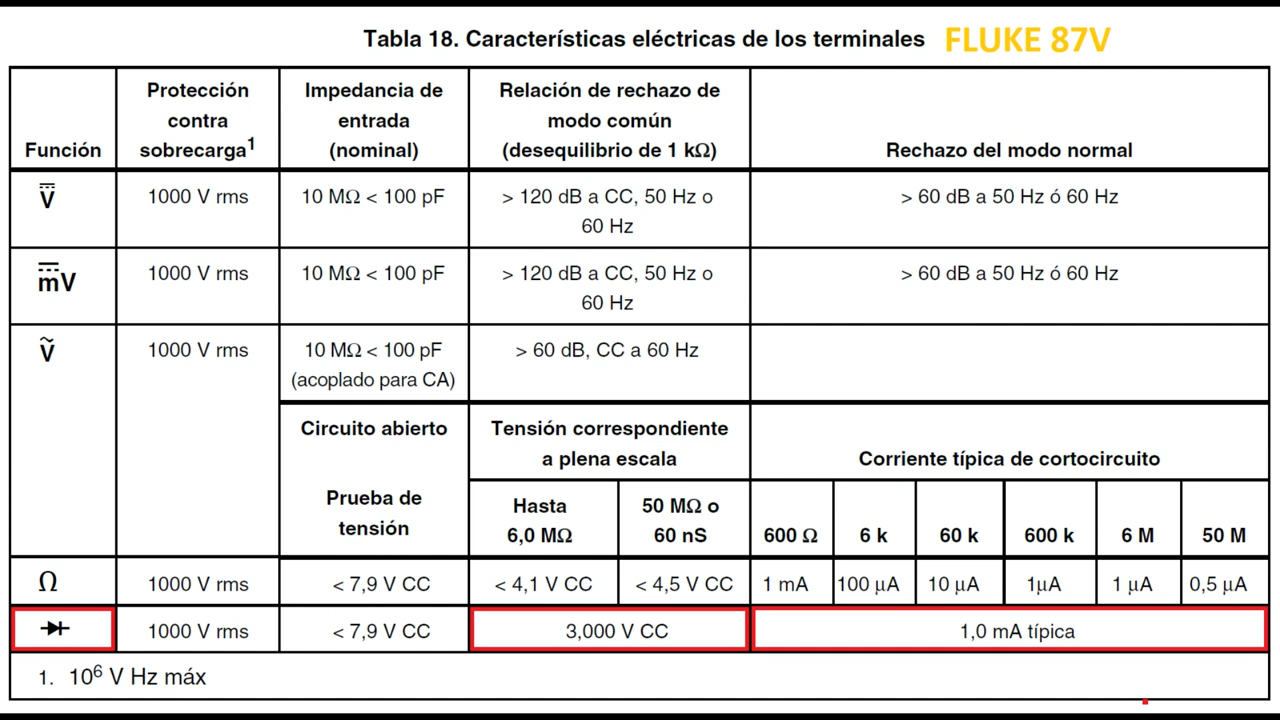 Tabla 18. Características eléctricas de los terminales FLUKE 87V
Función
Protección
contra
sobrecarga1
Impedancia de
entrada
(nominal)
Relación de rechazo de
modo común
(desequilibrio de 1 kΩ)
Rechazo del modo normal
V
1000 V rms
10 MΩ < 100 pF
> 120 dB a CC, 50 Hz o
60 Hz
> 60 dB a 50 Hz ó 60 Hz
mV
1000 V rms
10 MΩ < 100 pF
> 120 dB a CC, 50 Hz o
60 Hz
> 60 dB a 50 Hz ó 60 Hz
Ṽ
1000 V rms
10 MΩ < 100 pF
(acoplado para CA)
> 60 dB, CC a 60 Hz
Circuito abierto
Prueba de
tensión
Tensión correspondiente
a plena escala
Corriente típica de cortocircuito
Hasta
6,0 MΩ
50 MΩ o
60 nS
600 Ω
6 k
60 k
600 k
6 M
50 M
Ω
1000 V rms
< 7,9 V CC
< 4,1 V CC
< 4,5 V CC
1 mA
100 µA
10 µA
1µA
1 µA
0,5 µA
1000 V rms
< 7,9 V CC
3,000 V CC
1,0 mA típica
1. 10⁶ V Hz máx